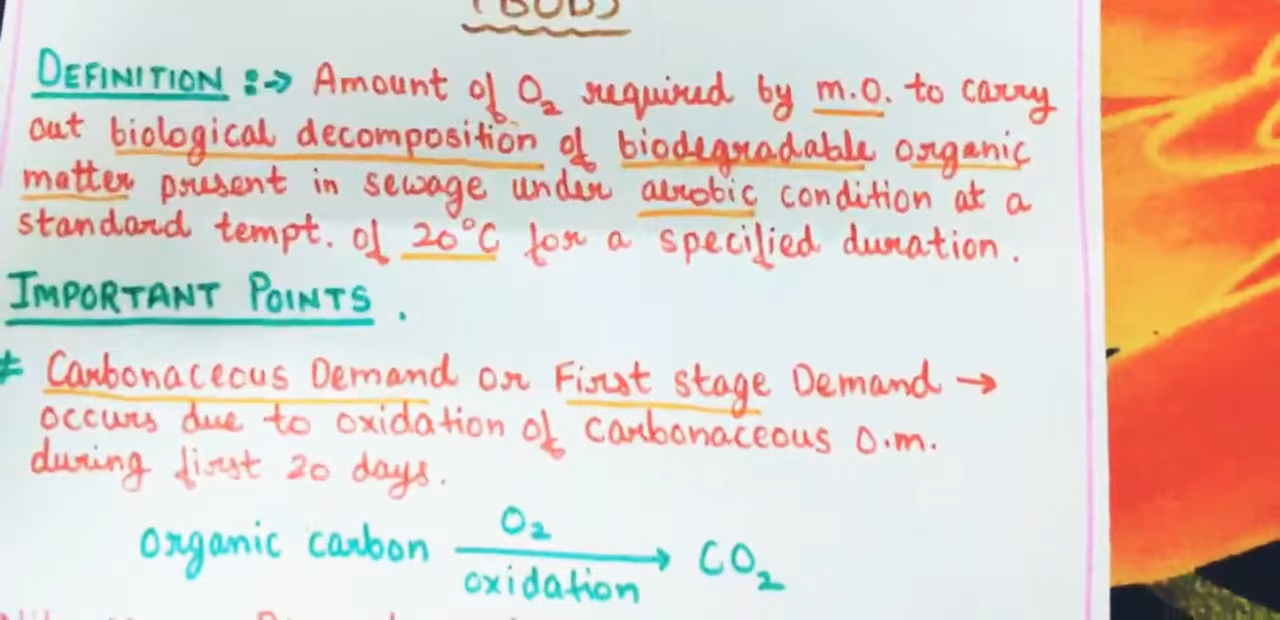 (BOD)
DEFINITION :→ Amount of O₂ required by m.O. to carry
out biological decomposition of biodegradable organic
matter present in sewage under aerobic condition at a
standard tempt. of 20°C for a specified duration.
IMPORTANT POINTS.
* Carbonaceous Demand or First stage Demand →
occurs due to oxidation of carbonaceous O.m.
during first 20 days.
organic carbon O₂ → CO₂
oxidation